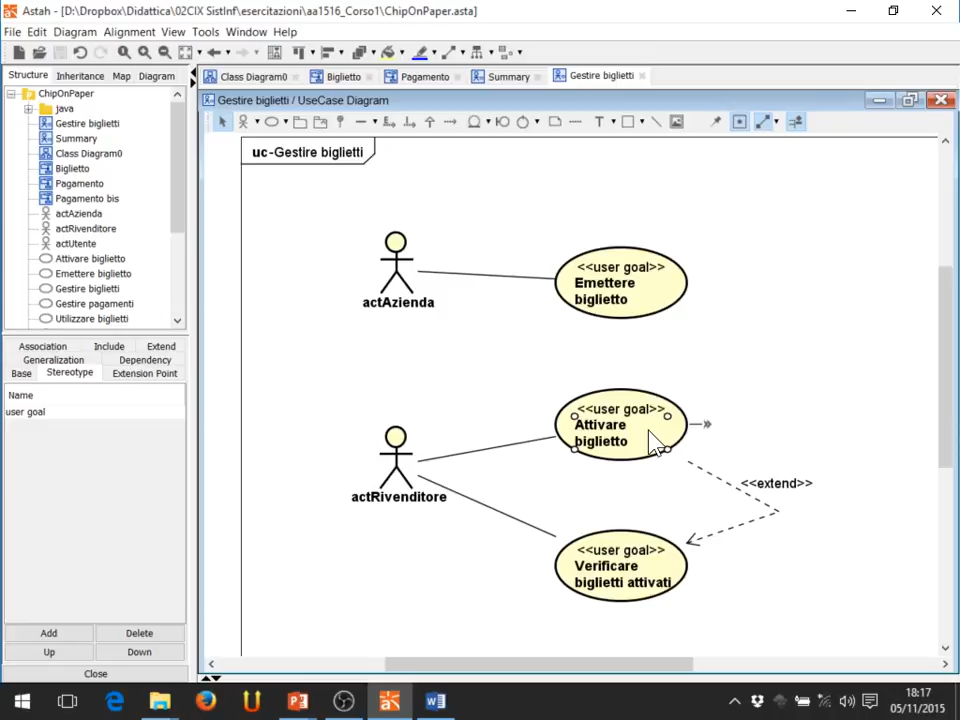 Astah - [D:\Dropbox\Didattica\02CIX SistInf\esercitazioni\aa1516_Corso1\ChipOnPaper.asta]
File Edit Diagram Alignment View Tools Window Help
Structure Inheritance Map Diagram
Class Diagram0 Biglietto Pagamento Summary Gestire biglietti
ChipOnPaper
java
Gestire biglietti
Summary
Class Diagram0
Biglietto
Pagamento
Pagamento bis
actAzienda
actRivenditore
actUtente
Attivare biglietto
Emettere biglietto
Gestire biglietti
Gestire pagamenti
Utilizzare biglietti
Association Include Extend
Generalization Dependency
Base Stereotype Extension Point
Name
user goal
Add Delete
Up Down
Close
Gestire biglietti / UseCase Diagram
T
uc-Gestire biglietti
actAzienda
<<user goal>>
Emettere
biglietto
actRivenditore
<<user goal>>
Attivare
biglietto
<<extend>>
<<user goal>>
Verificare
biglietti attivati
18:17
05/11/2015